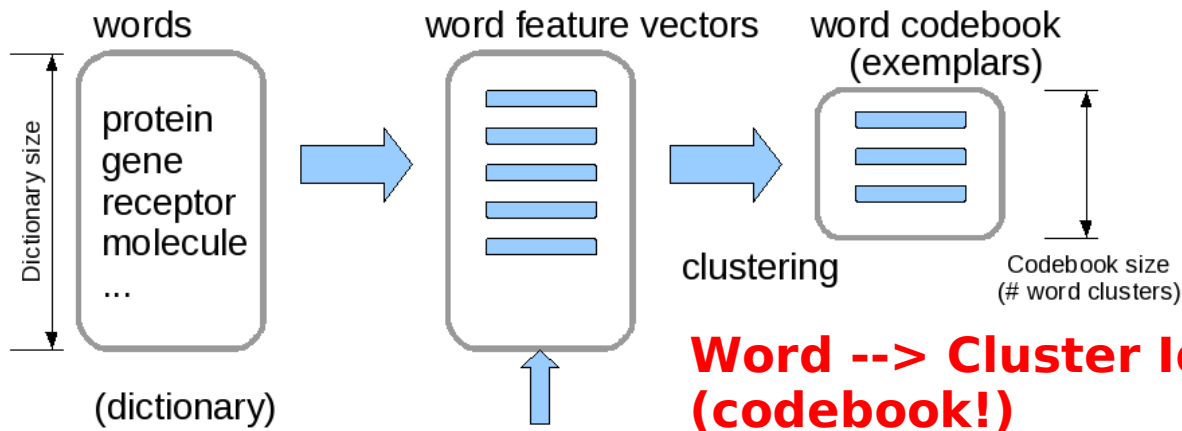 words
word feature vectors
word codebook
(exemplars)
Dictionary size
protein
gene
receptor
molecule
...
clustering
Codebook size
(# word clusters)
Word --> Cluster
(codebook!)
(dictionary)